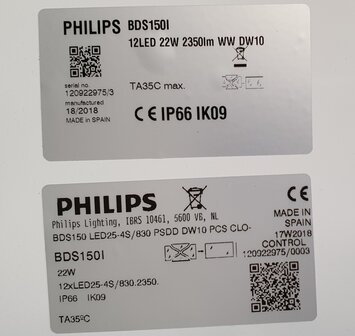 PHILIPS BDS150I
12LED 22W 2350lm WW DW10
serial no
120922975/3
manufactured
18/2018
MADE IN SPAIN
TA35C max.
CE IP66 IK09
PHILIPS
Philips Lighting, IBRS 10461, 5600 VB, NL
BDS150 LED25-4S/830 PSDD DW10 PCS CLO-
BDS150I
22W
12xLED25-4S/830.2350.
IP66 IK09
TA35ºC
CE
MADE IN
SPAIN
17W2018
CONTROL
120922975/0003